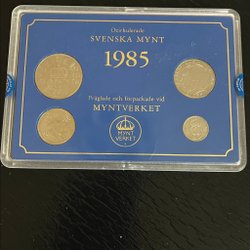 Ocirkulerade
SVENSKA MYNT
1985
Präglade och förpackade vid
MYNTVERKET
MYNT
VERKET